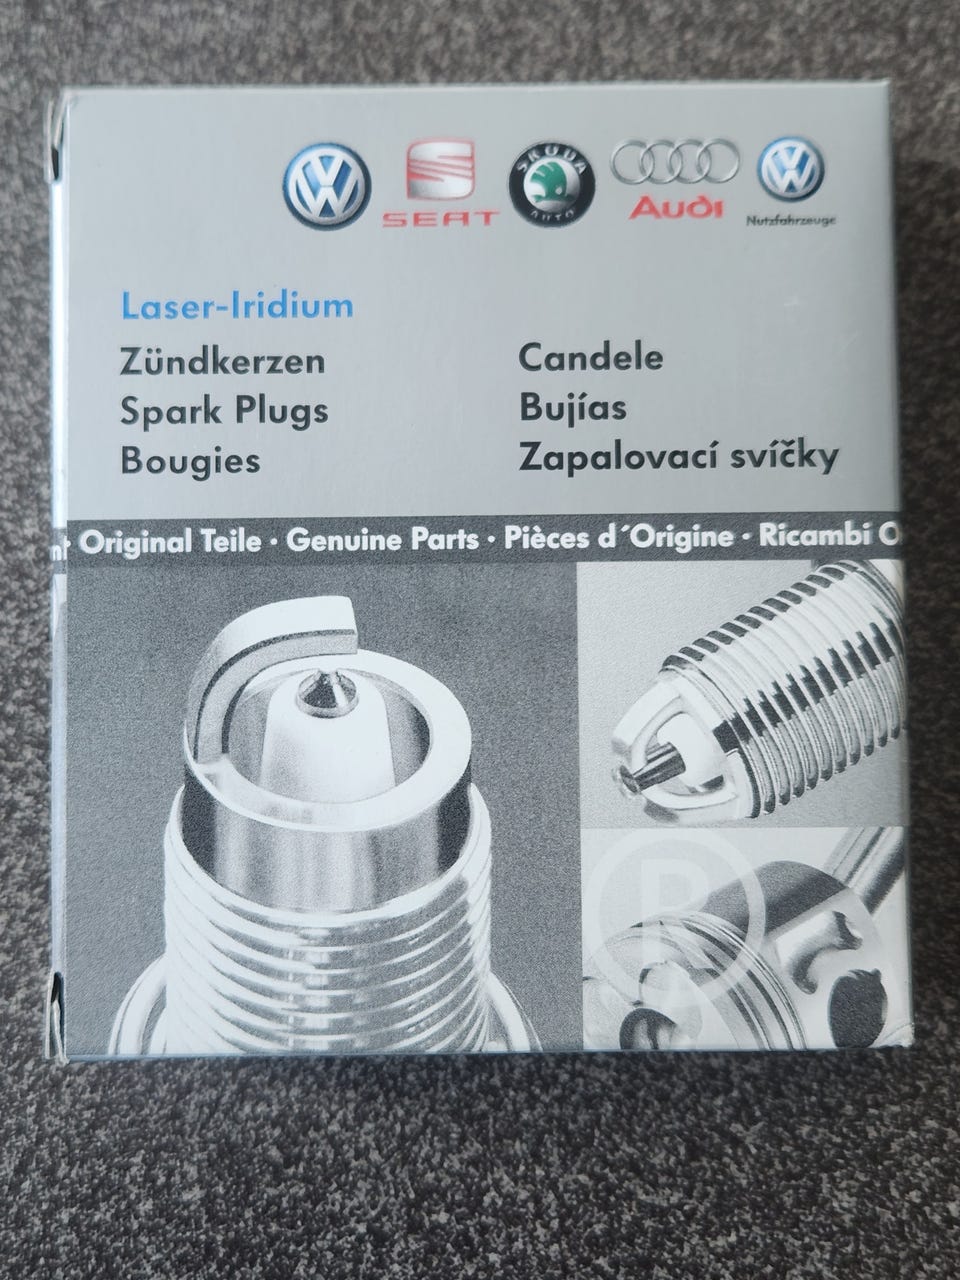 SEAT
ŠKODA
AUTO
Audi
Nutzfahrzeuge
Laser-Iridium
Zündkerzen
Spark Plugs
Bougies
Candele
Bujías
Zapalovací svíčky
· Original Teile · Genuine Parts · Pièces d´Origine · Ricambi O
R